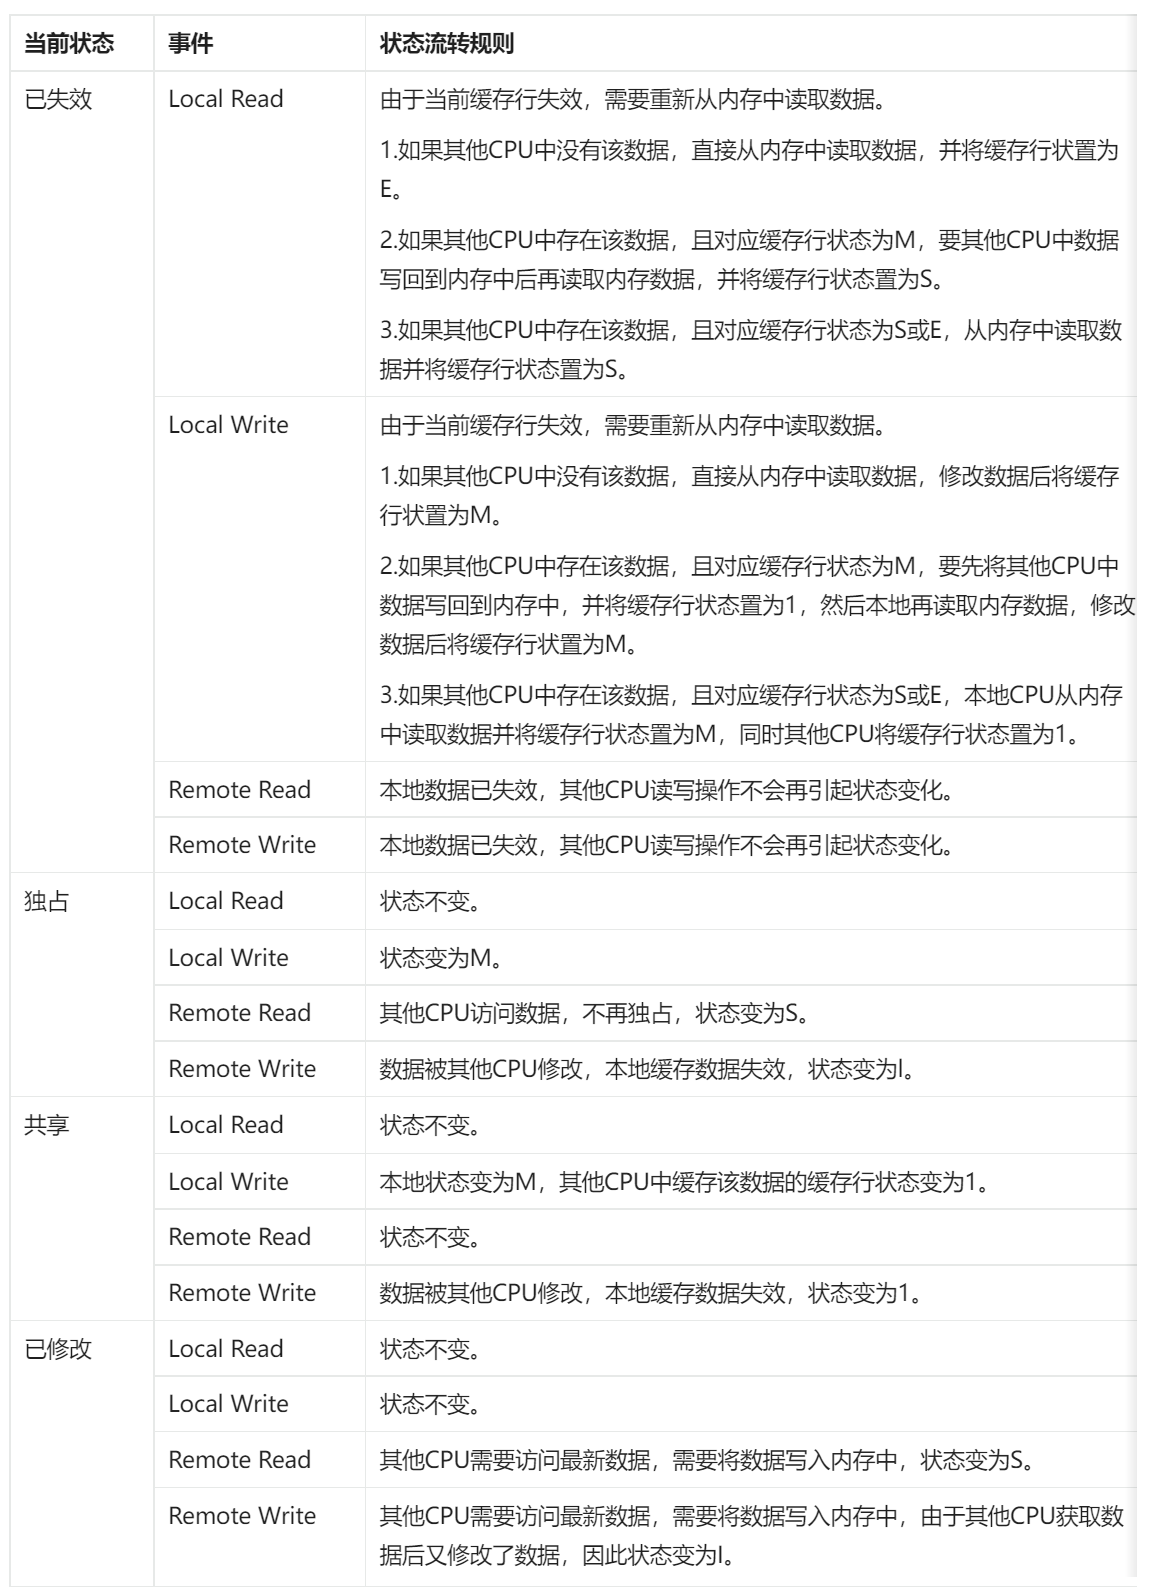 当前状态 事件 状态流转规则
已失效 Local Read 由于当前缓存行失效，需要重新从内存中读取数据。
1.如果其他CPU中没有该数据，直接从内存中读取数据，并将缓存行状置为
E。
2.如果其他CPU中存在该数据，且对应缓存行状态为M，要其他CPU中数据
写回到内存中后再读取内存数据，并将缓存行状态置为S。
3.如果其他CPU中存在该数据，且对应缓存行状态为S或E，从内存中读取数
据并将缓存行状态置为S。
Local Write 由于当前缓存行失效，需要重新从内存中读取数据。
1.如果其他CPU中没有该数据，直接从内存中读取数据，修改数据后将缓存
行状置为M。
2.如果其他CPU中存在该数据，且对应缓存行状态为M，要先将其他CPU中
数据写回到内存中，并将缓存行状态置为1，然后本地再读取内存数据，修改
数据后将缓存行状置为M。
3.如果其他CPU中存在该数据，且对应缓存行状态为S或E，本地CPU从内存
中读取数据并将缓存行状态置为M，同时其他CPU将缓存行状态置为1。
Remote Read 本地数据已失效，其他CPU读写操作不会再引起状态变化。
Remote Write 本地数据已失效，其他CPU读写操作不会再引起状态变化。
独占 Local Read 状态不变。
Local Write 状态变为M。
Remote Read 其他CPU访问数据，不再独占，状态变为S。
Remote Write 数据被其他CPU修改，本地缓存数据失效，状态变为I。
共享 Local Read 状态不变。
Local Write 本地状态变为M，其他CPU中缓存该数据的缓存行状态变为1。
Remote Read 状态不变。
Remote Write 数据被其他CPU修改，本地缓存数据失效，状态变为1。
已修改 Local Read 状态不变。
Local Write 状态不变。
Remote Read 其他CPU需要访问最新数据，需要将数据写入内存中，状态变为S。
Remote Write 其他CPU需要访问最新数据，需要将数据写入内存中，由于其他CPU获取数
据后又修改了数据，因此状态变为I。